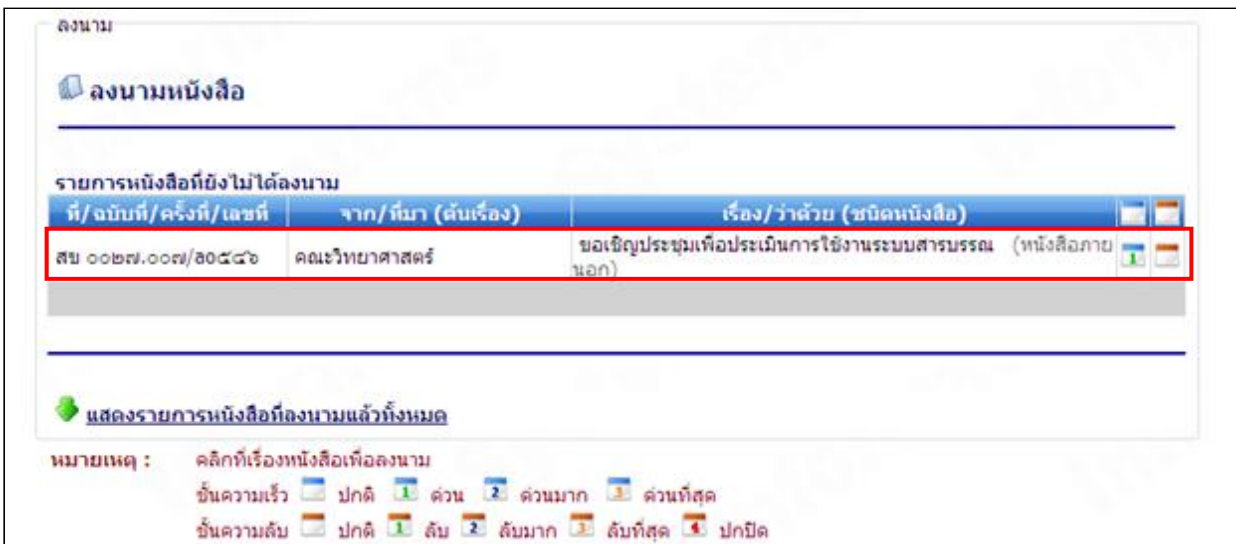 ลงนาม
ลงนามหนังสือ
รายการหนังสือที่ยังไม่ได้ลงนาม
ที่/ฉบับที่/ครั้งที่/เลขที่ จาก/ที่มา (ต้นเรื่อง) เรื่อง/ว่าด้วย (ชนิดหนังสือ)
สข ๐๐๒๗.๐๐๗/ลอ๕๔๖ คณะวิทยาศาสตร์ ขอเชิญประชุมเพื่อประเมินการใช้งานระบบสารบรรณ (หนังสือภาย
นอก) 1
แสดงรายการหนังสือที่ลงนามแล้วทั้งหมด
หมายเหตุ : คลิกที่เรื่องหนังสือเพื่อลงนาม
ชั้นความเร็ว ปกติ 1 ด่วน 2 ด่วนมาก 3 ด่วนที่สุด
ชั้นความลับ ปกติ 1 ลับ 2 ลับมาก 3 ลับที่สุด 4 ปกปิด